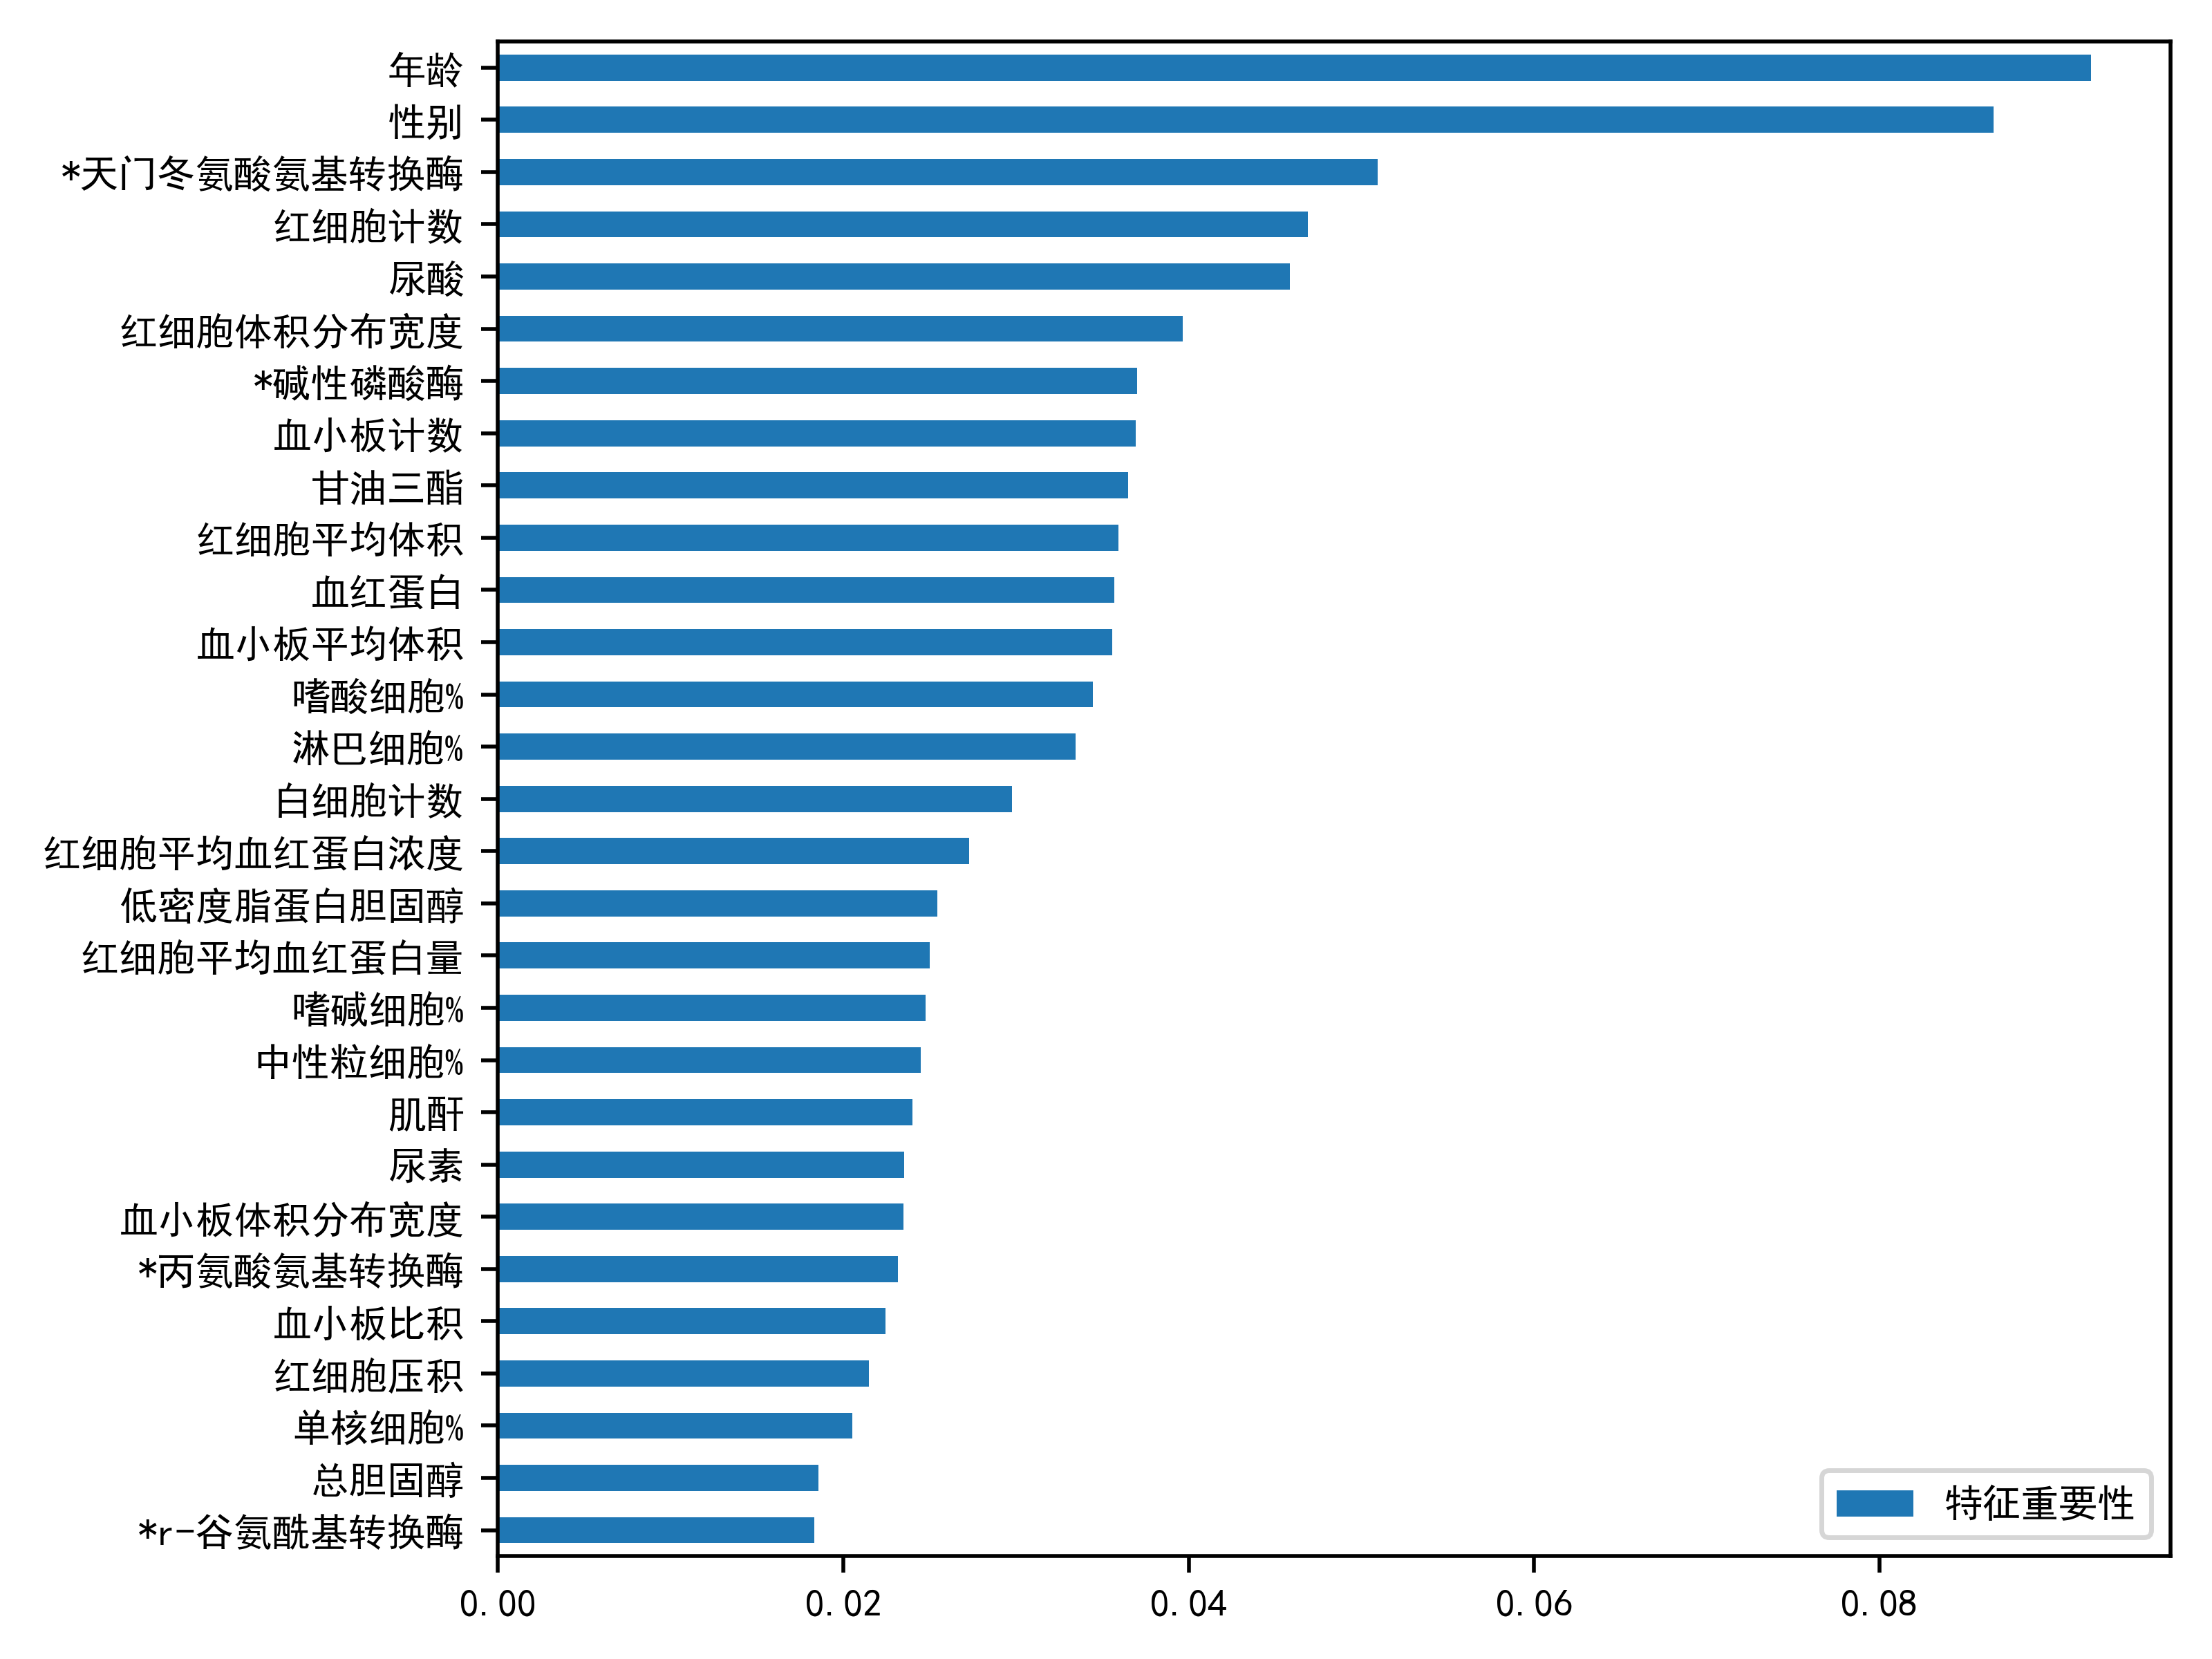 年龄
性别
*天门冬氨酸氨基转换酶
红细胞计数
尿酸
红细胞体积分布宽度
*碱性磷酸酶
血小板计数
甘油三酯
红细胞平均体积
血红蛋白
血小板平均体积
嗜酸细胞%
淋巴细胞%
白细胞计数
红细胞平均血红蛋白浓度
低密度脂蛋白胆固醇
红细胞平均血红蛋白量
嗜碱细胞%
中性粒细胞%
肌酐
尿素
血小板体积分布宽度
*丙氨酸氨基转换酶
血小板比积
红细胞压积
单核细胞%
总胆固醇
*r-谷氨酰基转换酶
特征重要性
0.00 0.02 0.04 0.06 0.08